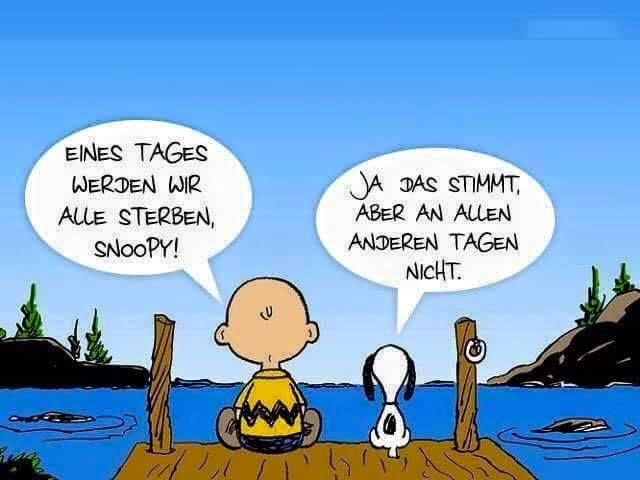 EINES TAGES
WERDEN WIR
ALLE STERBEN,
SNOOPY!
JA DAS STIMMT,
ABER AN ALLEN
ANDEREN TAGEN
NICHT.